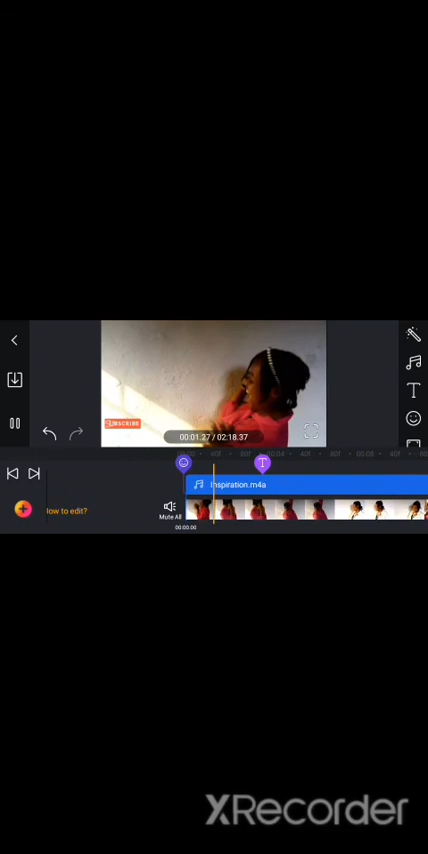 SUBSCRIBE
00:01.27 / 02:18.37
T
Inspiration.m4a
low to edit?
Mute All
00:00.00
XRecorder